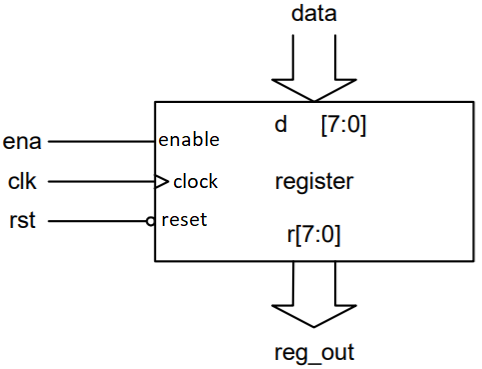 data
d [7:0]
ena
enable
clk
clock
register
rst
reset
r[7:0]
reg_out